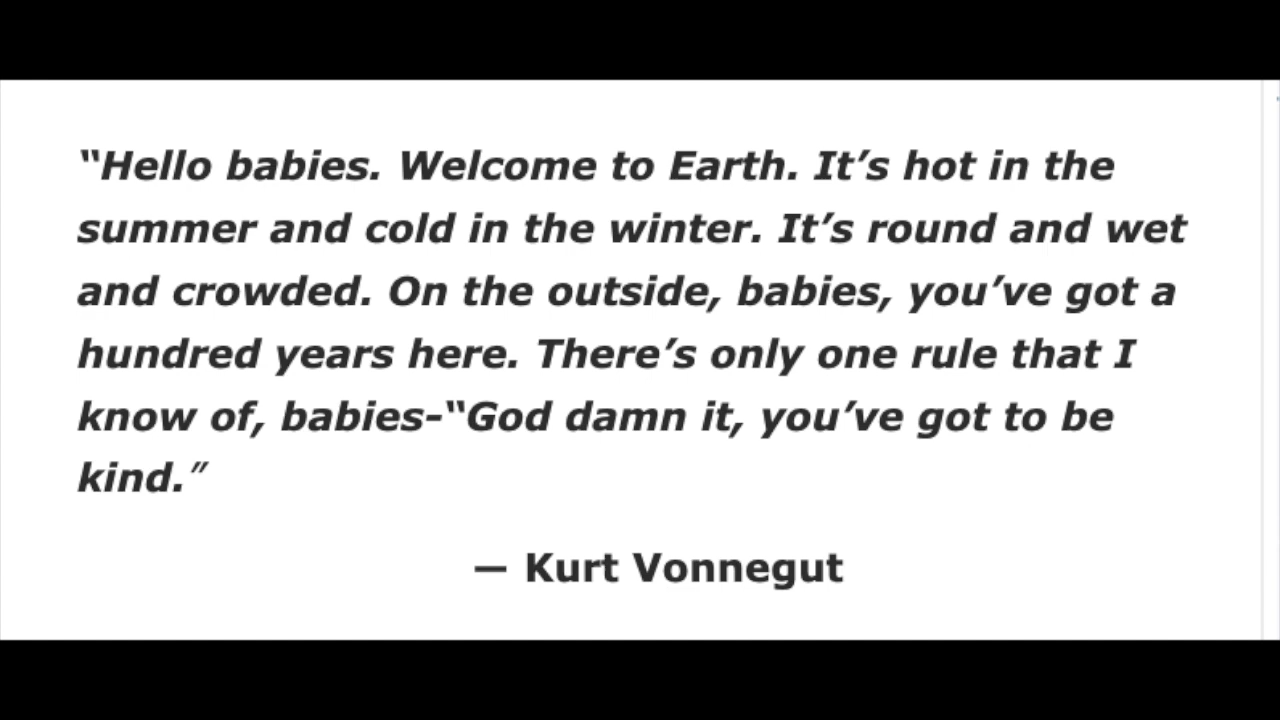 “Hello babies. Welcome to Earth. It’s hot in the
summer and cold in the winter. It’s round and wet
and crowded. On the outside, babies, you’ve got a
hundred years here. There’s only one rule that I
know of, babies-“God damn it, you’ve got to be
kind.”
— Kurt Vonnegut